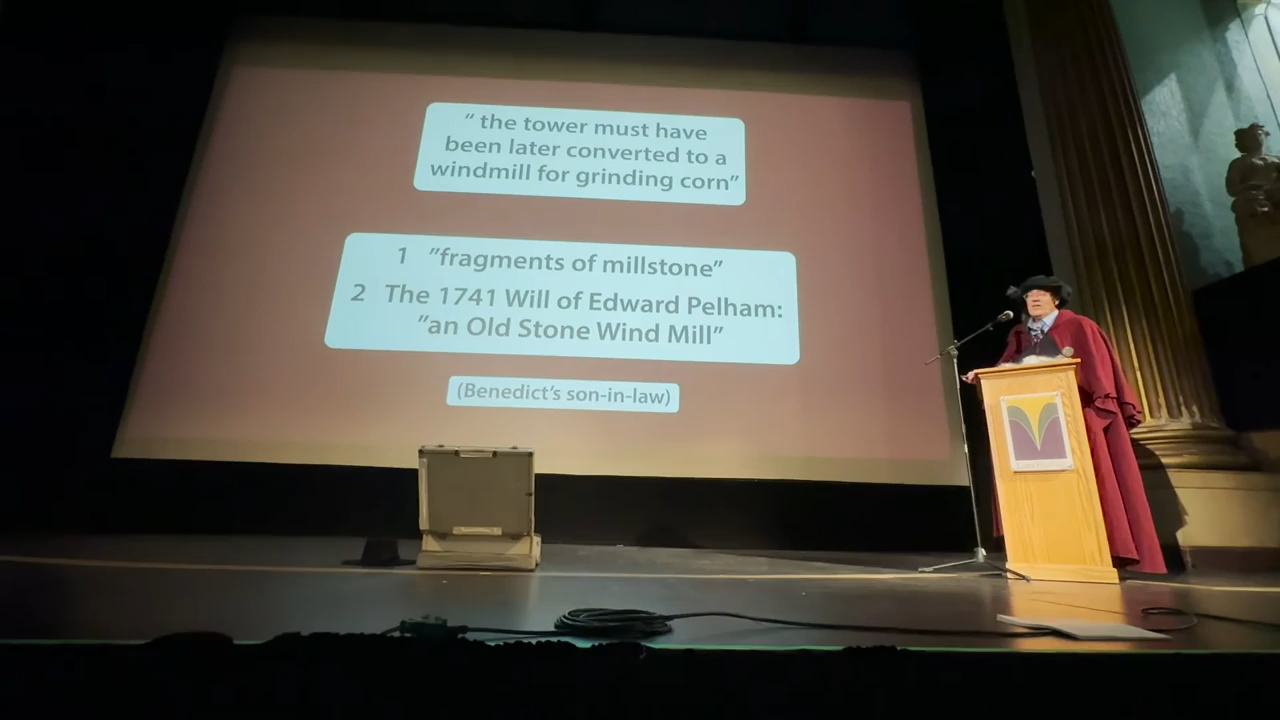 “ the tower must have
been later converted to a
windmill for grinding corn”
1 ”fragments of millstone”
2 The 1741 Will of Edward Pelham:
”an Old Stone Wind Mill”
(Benedict’s son-in-law)